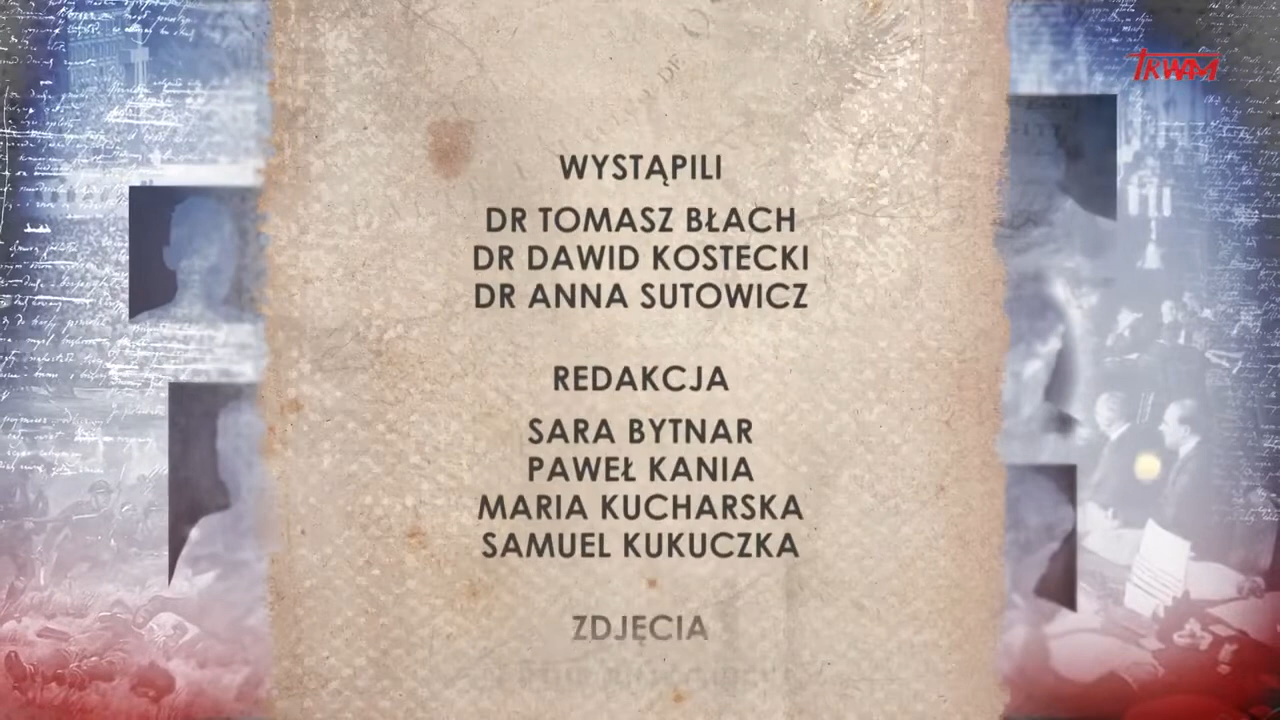 TRWAM
WYSTĄPILI
DR TOMASZ BŁACH
DR DAWID KOSTECKI
DR ANNA SUTOWICZ
REDAKCJA
SARA BYTNAR
PAWEŁ KANIA
MARIA KUCHARSKA
SAMUEL KUKUCZKA
ZDJĘCIA